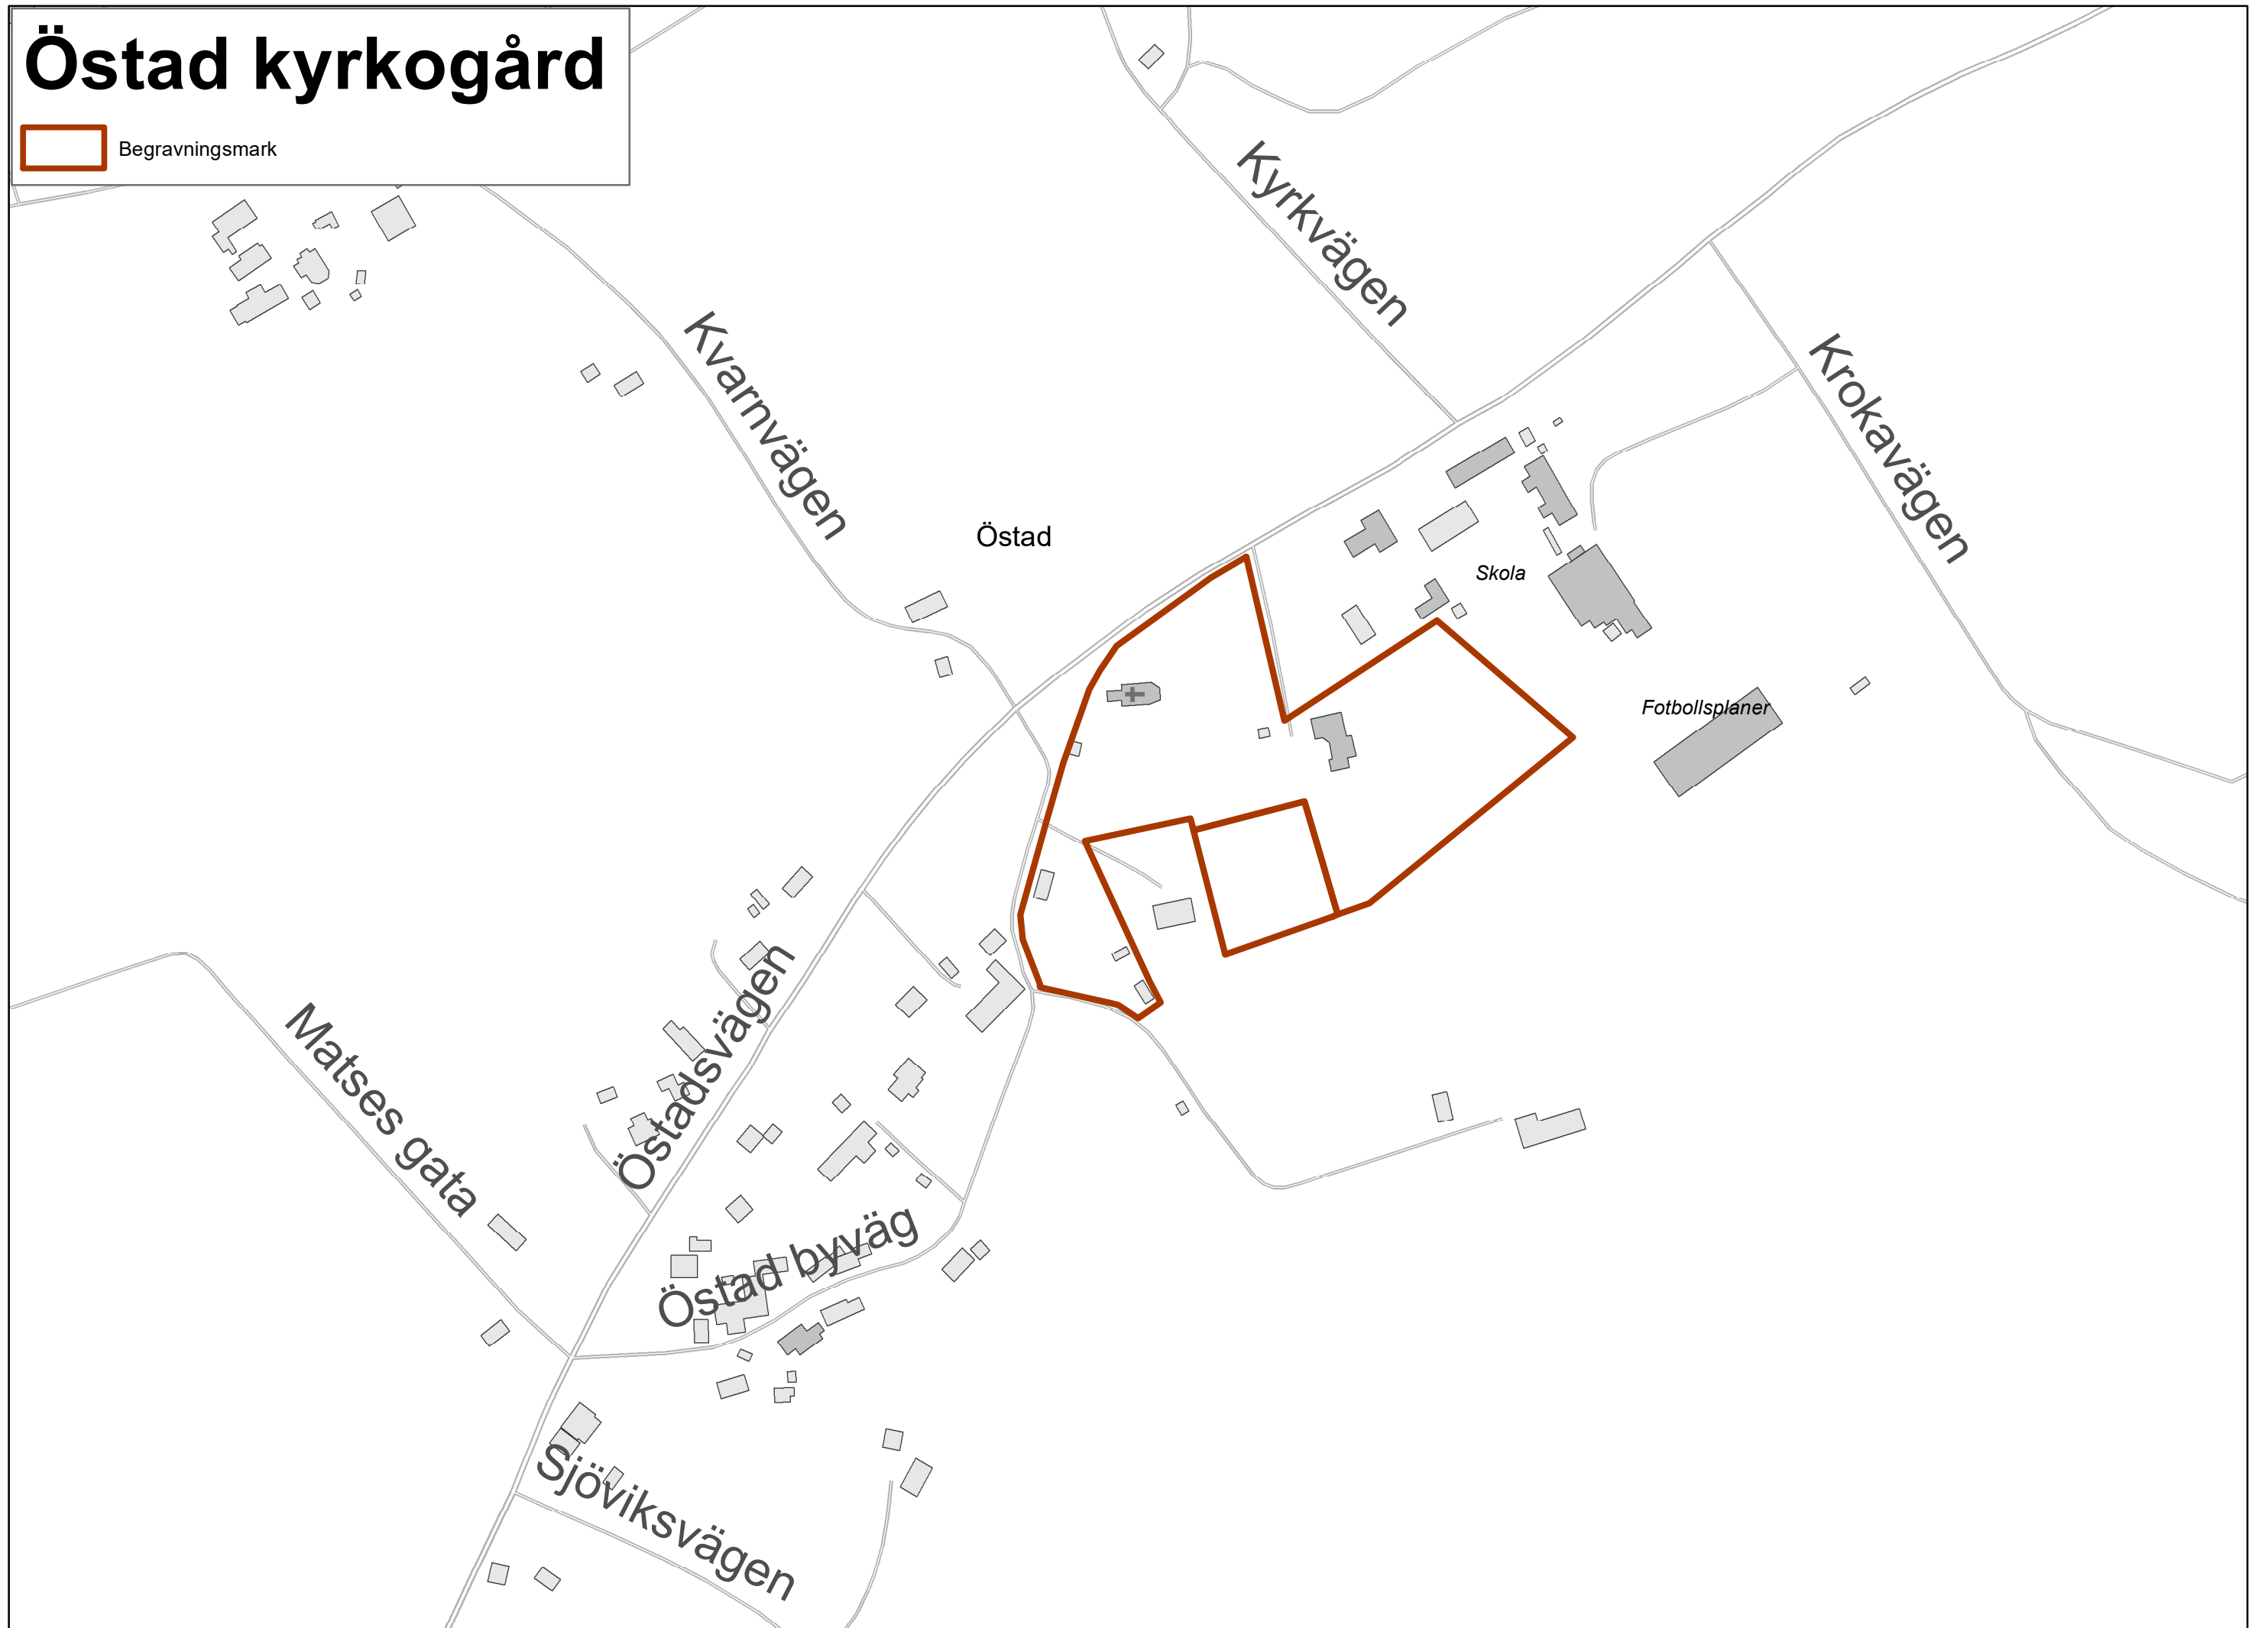 Östad kyrkogård
Begravningsmark
Kyrkvägen
Kvarnvägen
Krokavägen
Östad
Skola
Fotbollsplaner
Östadsvägen
Matses gata
Östad byväg
Sjöviksvägen